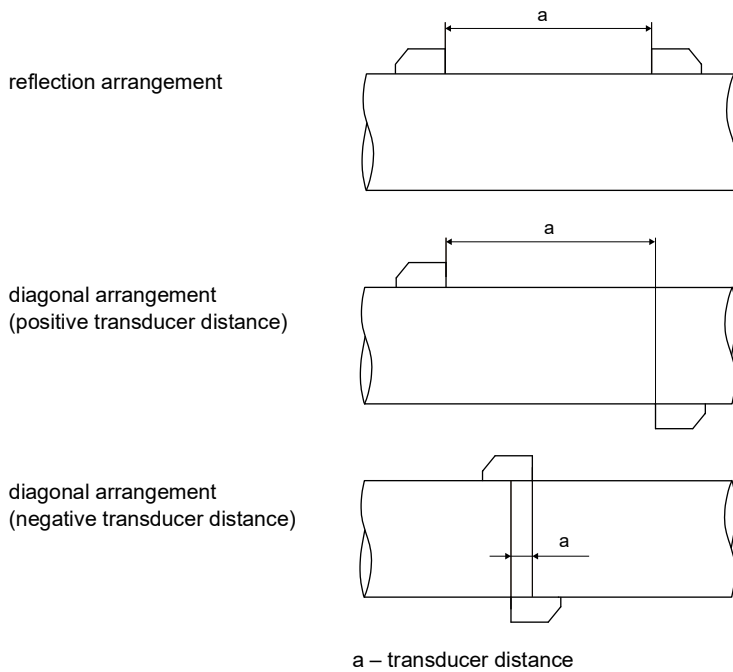 a
reflection arrangement
a
diagonal arrangement
(positive transducer distance)
diagonal arrangement
(negative transducer distance)
a
a – transducer distance